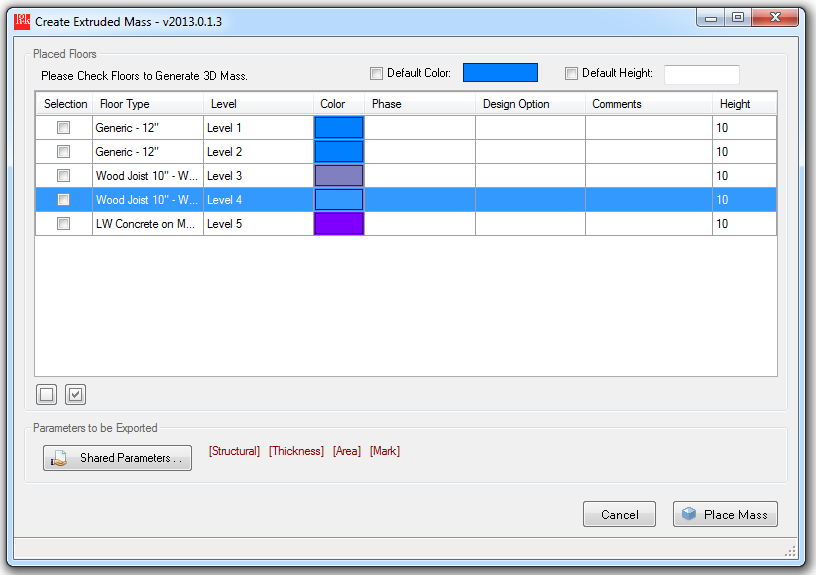 Create Extruded Mass - v2013.0.1.3
Placed Floors
Please Check Floors to Generate 3D Mass.
Default Color:
Default Height:
Selection Floor Type Level Color Phase Design Option Comments Height
Generic - 12" Level 1 10
Generic - 12" Level 2 10
Wood Joist 10" - W... Level 3 10
Wood Joist 10" - W... Level 4 10
LW Concrete on M... Level 5 10
Parameters to be Exported
Shared Parameters . . [Structural] [Thickness] [Area] [Mark]
Cancel Place Mass